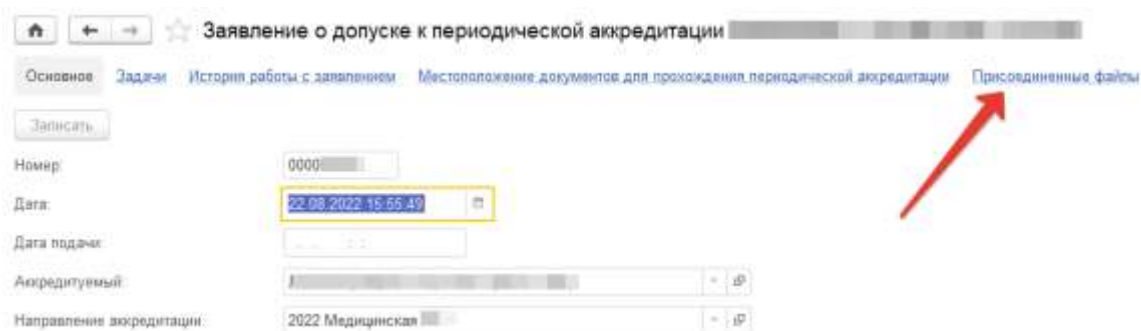 Заявление о допуске к периодической аккредитации
Основное Задачи История работы с заявлением Местоположение документов для прохождения периодической аккредитации Присоединенные файлы
Записать
Номер: 0000
Дата: 22.08.2022 15:55:49
Дата подачи: . . : :
Аккредитуемый:
Направление аккредитации: 2022 Медицинская